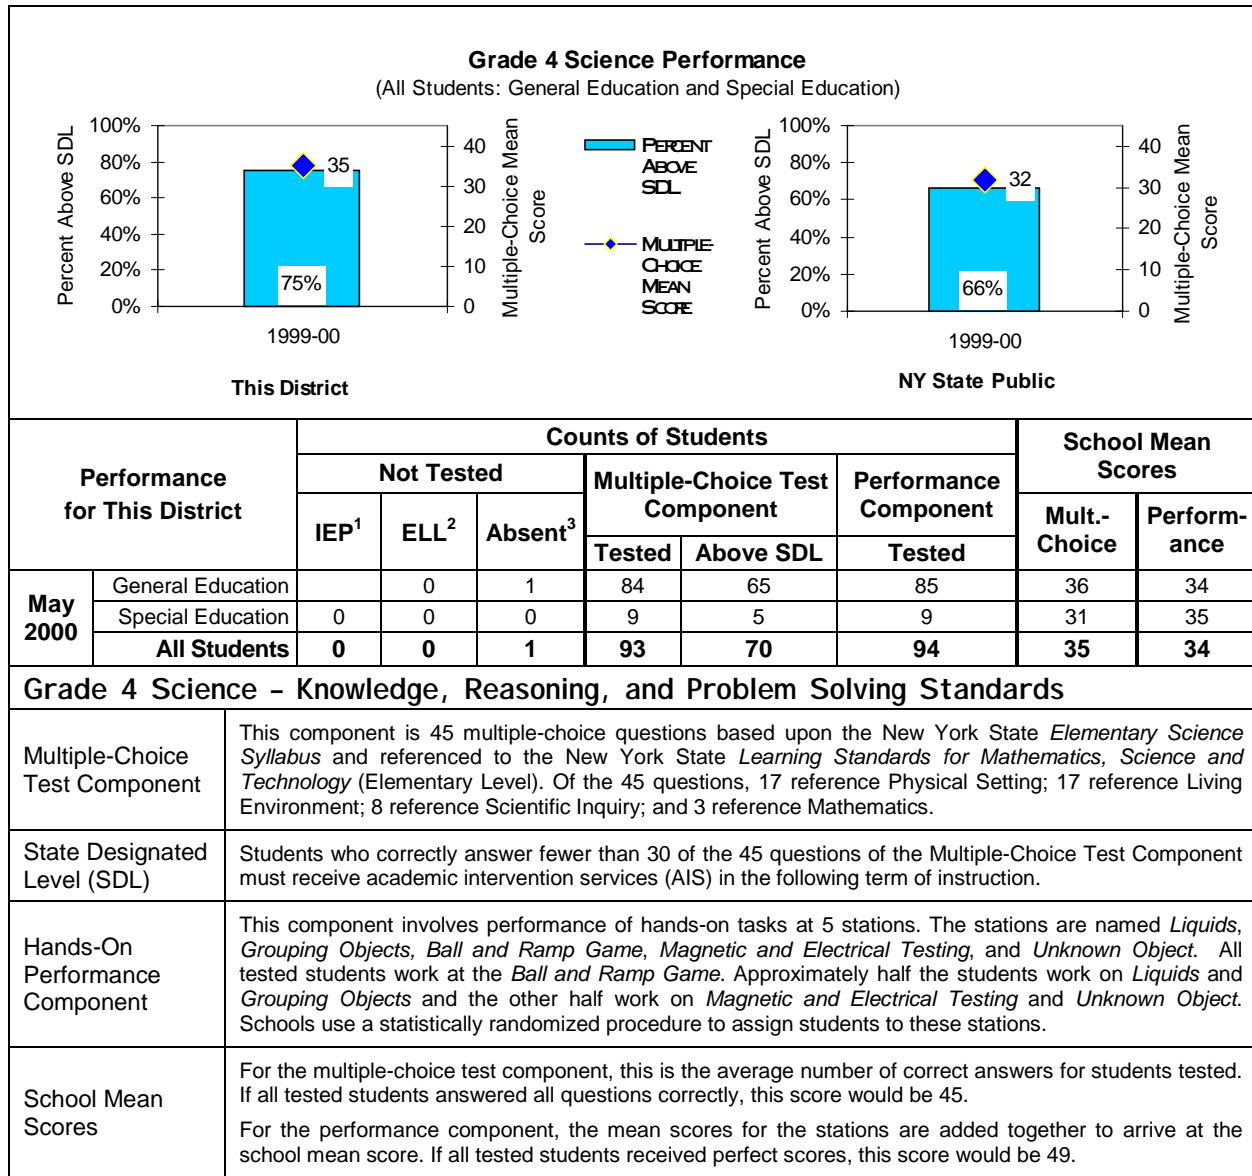 Grade 4 Science Performance
(All Students: General Education and Special Education)
100%
80%
60%
40%
20%
0%
Percent Above SDL
35
75%
40
30
20
10
0
Multiple-Choice Mean
Score
1999-00
This District
PERCENT
ABOVE
SDL
MULTIPLE-
CHOICE
MEAN
SCORE
100%
80%
60%
40%
20%
0%
Percent Above SDL
32
66%
40
30
20
10
0
Multiple-Choice Mean
Score
1999-00
NY State Public
Performance
for This District
Counts of Students
School Mean
Scores
Not Tested
Multiple-Choice Test
Component
Performance
Component
IEP1 ELL2 Absent3
Tested Above SDL Tested
Mult.-
Choice
Perform-
ance
May
2000
General Education 0 1 84 65 85 36 34
Special Education 0 0 0 9 5 9 31 35
All Students 0 0 1 93 70 94 35 34
Grade 4 Science – Knowledge, Reasoning, and Problem Solving Standards
Multiple-Choice
Test Component
This component is 45 multiple-choice questions based upon the New York State Elementary Science
Syllabus and referenced to the New York State Learning Standards for Mathematics, Science and
Technology (Elementary Level). Of the 45 questions, 17 reference Physical Setting; 17 reference Living
Environment; 8 reference Scientific Inquiry; and 3 reference Mathematics.
State Designated
Level (SDL)
Students who correctly answer fewer than 30 of the 45 questions of the Multiple-Choice Test Component
must receive academic intervention services (AIS) in the following term of instruction.
Hands-On
Performance
Component
This component involves performance of hands-on tasks at 5 stations. The stations are named Liquids,
Grouping Objects, Ball and Ramp Game, Magnetic and Electrical Testing, and Unknown Object. All
tested students work at the Ball and Ramp Game. Approximately half the students work on Liquids and
Grouping Objects and the other half work on Magnetic and Electrical Testing and Unknown Object.
Schools use a statistically randomized procedure to assign students to these stations.
School Mean
Scores
For the multiple-choice test component, this is the average number of correct answers for students tested.
If all tested students answered all questions correctly, this score would be 45.
For the performance component, the mean scores for the stations are added together to arrive at the
school mean score. If all tested students received perfect scores, this score would be 49.